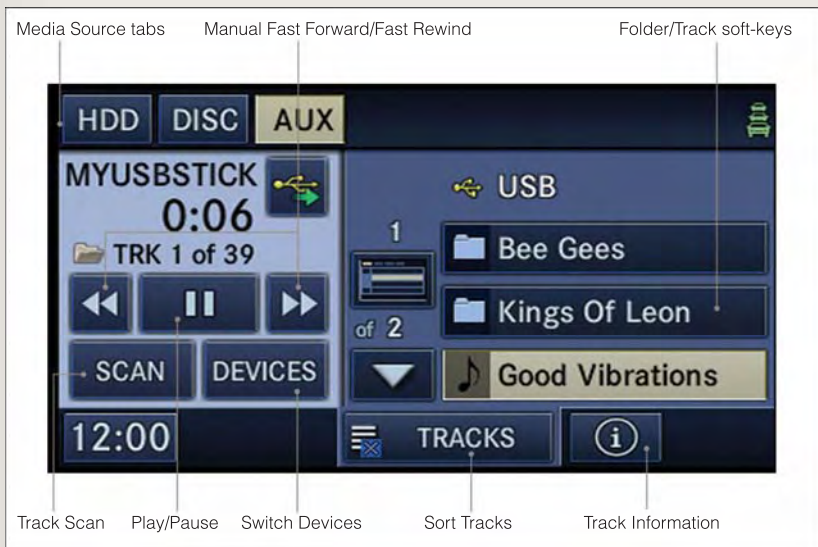 Media Source tabs
Manual Fast Forward/Fast Rewind
Folder/Track soft-keys
HDD
DISC
AUX
MYUSBSTICK
0:06
TRK 1 of 39
SCAN
DEVICES
12:00
USB
1
of 2
Bee Gees
Kings Of Leon
Good Vibrations
TRACKS
i
Track Scan
Play/Pause
Switch Devices
Sort Tracks
Track Information